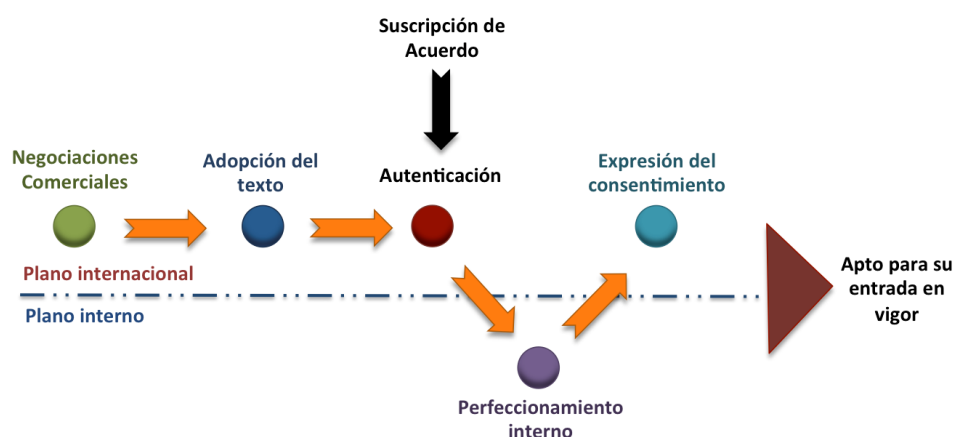 Suscripción de
Acuerdo
Negociaciones
Comerciales
Adopción del
texto
Autenticación
Expresión del
consentimiento
Plano internacional
Plano interno
Apto para su
entrada en
vigor
Perfeccionamiento
interno